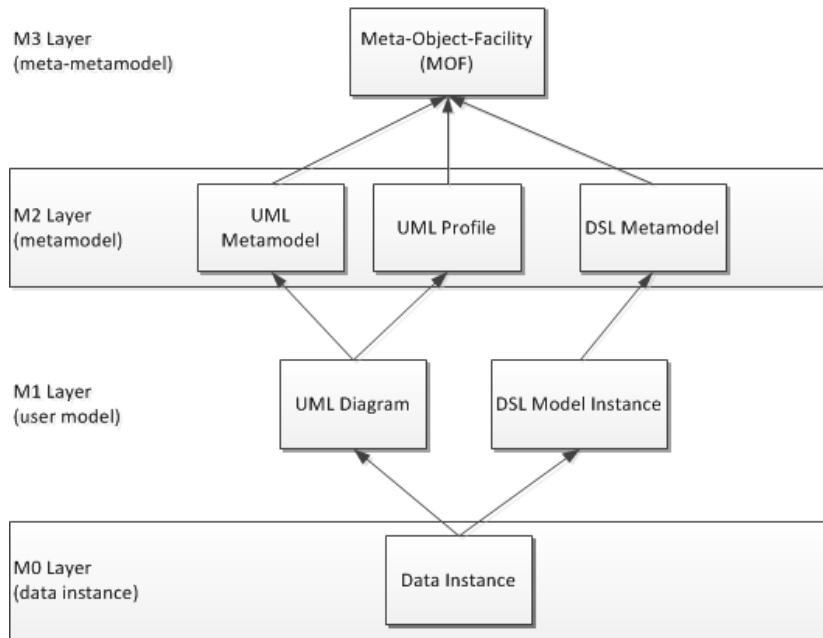 M3 Layer
(meta-metamodel)
Meta-Object-Facility
(MOF)
M2 Layer
(metamodel)
UML
Metamodel
UML Profile
DSL Metamodel
M1 Layer
(user model)
UML Diagram
DSL Model Instance
M0 Layer
(data instance)
Data Instance